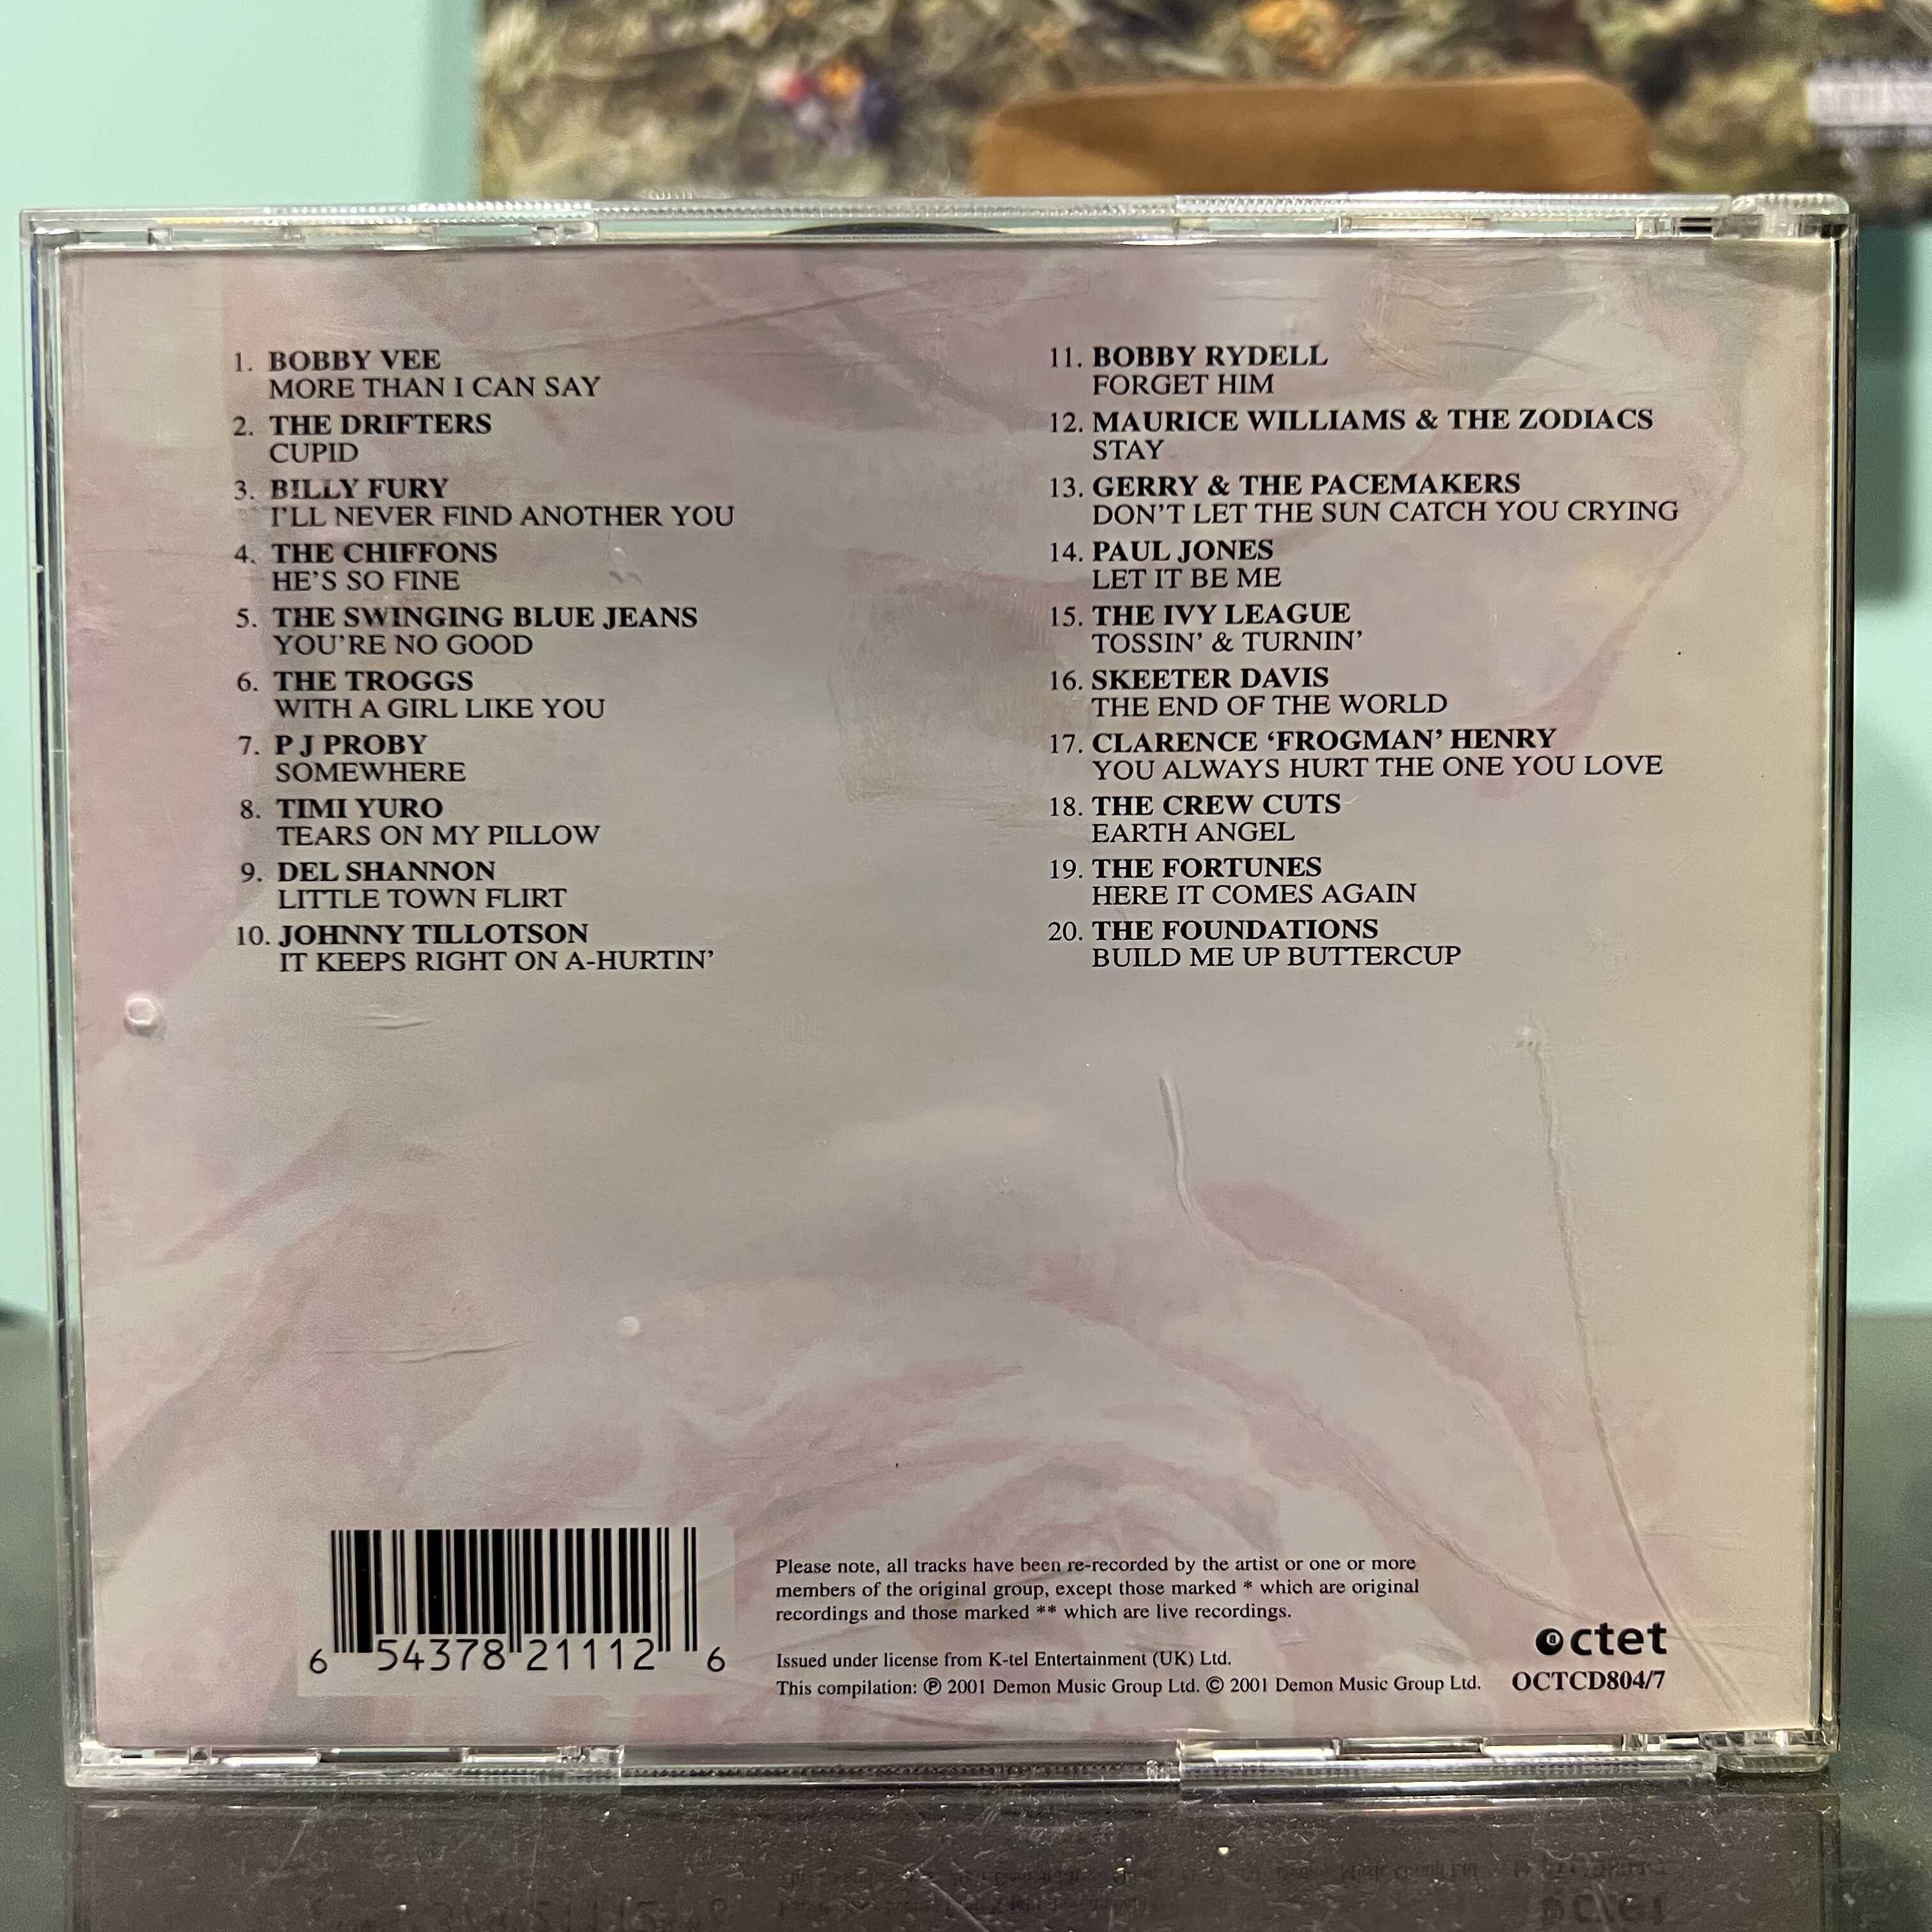 1. BOBBY VEE
MORE THAN I CAN SAY
2. THE DRIFTERS
CUPID
3. BILLY FURY
I'LL NEVER FIND ANOTHER YOU
4. THE CHIFFONS
HE'S SO FINE
5. THE SWINGING BLUE JEANS
YOU'RE NO GOOD
6. THE TROGGS
WITH A GIRL LIKE YOU
7. P J PROBY
SOMEWHERE
8. TIMI YURO
TEARS ON MY PILLOW
9. DEL SHANNON
LITTLE TOWN FLIRT
10. JOHNNY TILLOTSON
IT KEEPS RIGHT ON A-HURTIN'
11. BOBBY RYDELL
FORGET HIM
12. MAURICE WILLIAMS & THE ZODIACS
STAY
13. GERRY & THE PACEMAKERS
DON'T LET THE SUN CATCH YOU CRYING
14. PAUL JONES
LET IT BE ME
15. THE IVY LEAGUE
TOSSIN' & TURNIN'
16. SKEETER DAVIS
THE END OF THE WORLD
17. CLARENCE 'FROGMAN' HENRY
YOU ALWAYS HURT THE ONE YOU LOVE
18. THE CREW CUTS
EARTH ANGEL
19. THE FORTUNES
HERE IT COMES AGAIN
20. THE FOUNDATIONS
BUILD ME UP BUTTERCUP
6 54378 21112 6
Please note, all tracks have been re-recorded by the artist or one or more
members of the original group, except those marked * which are original
recordings and those marked ** which are live recordings.
Issued under license from K-tel Entertainment (UK) Ltd.
This compilation: ℗ 2001 Demon Music Group Ltd. © 2001 Demon Music Group Ltd.
octet
OCTCD804/7